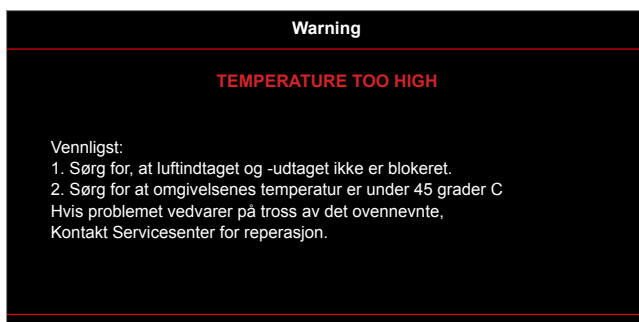 Warning
TEMPERATURE TOO HIGH
Vennligst:
1. Sørg for, at luftindtaget og -udtaget ikke er blokeret.
2. Sørg for at omgivelsenes temperatur er under 45 grader C
Hvis problemet vedvarer på tross av det ovennevnte,
Kontakt Servicesenter for reperasjon.